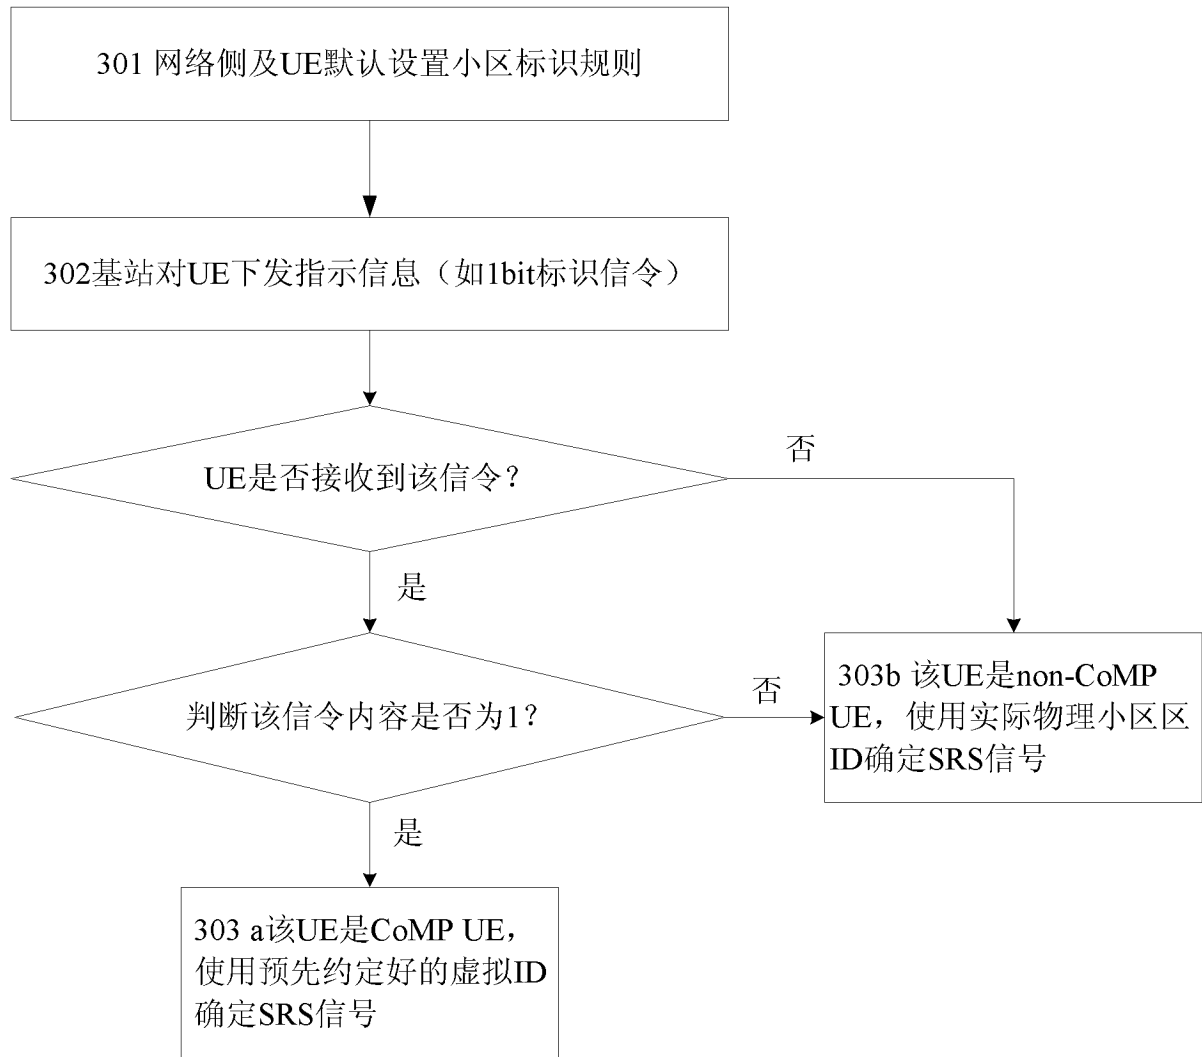 301 网络侧及UE默认设置小区标识规则
302基站对UE下发指示信息（如1bit标识信令）
UE是否接收到该信令？
否
是
判断该信令内容是否为1？
否
303b 该UE是non-CoMP
UE，使用实际物理小区区
ID确定SRS信号
是
303 a该UE是CoMP UE，
使用预先约定好的虚拟ID
确定SRS信号